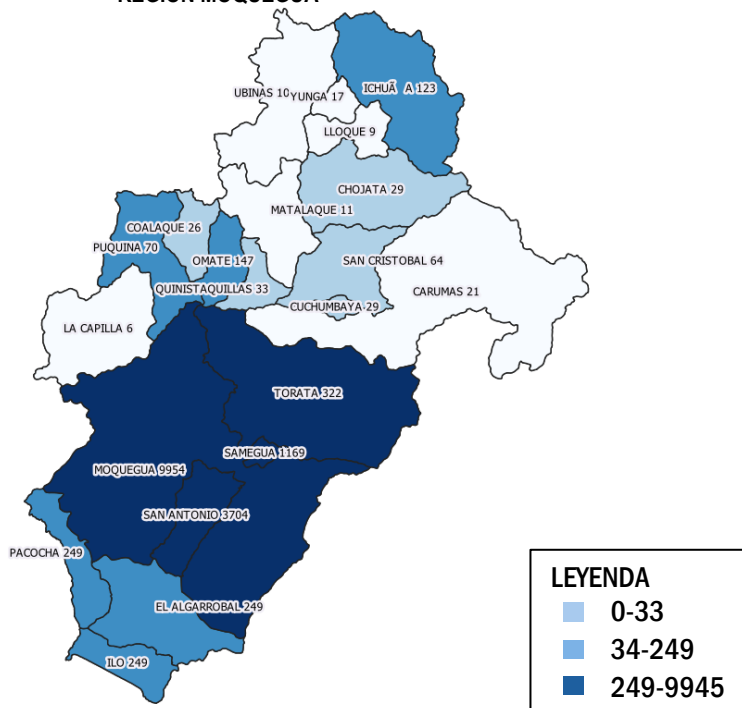 REGIÓN MOQUEGUA
UBINAS 10
YUNGA 17
ICHUÃ A 123
LLOQUE 9
CHOJATA 29
MATALAQUE 11
COALAQUE 26
PUQUINA 70
OMATE 147
SAN CRISTOBAL 64
QUINISTAQUILLAS 33
CARUMAS 21
CUCHUMBAYA 29
LA CAPILLA 6
TORATA 322
SAMEGUA 1169
MOQUEGUA 9954
SAN ANTONIO 3704
PACOCHA 249
EL ALGARROBAL 249
ILO 249
LEYENDA
0-33
34-249
249-9945